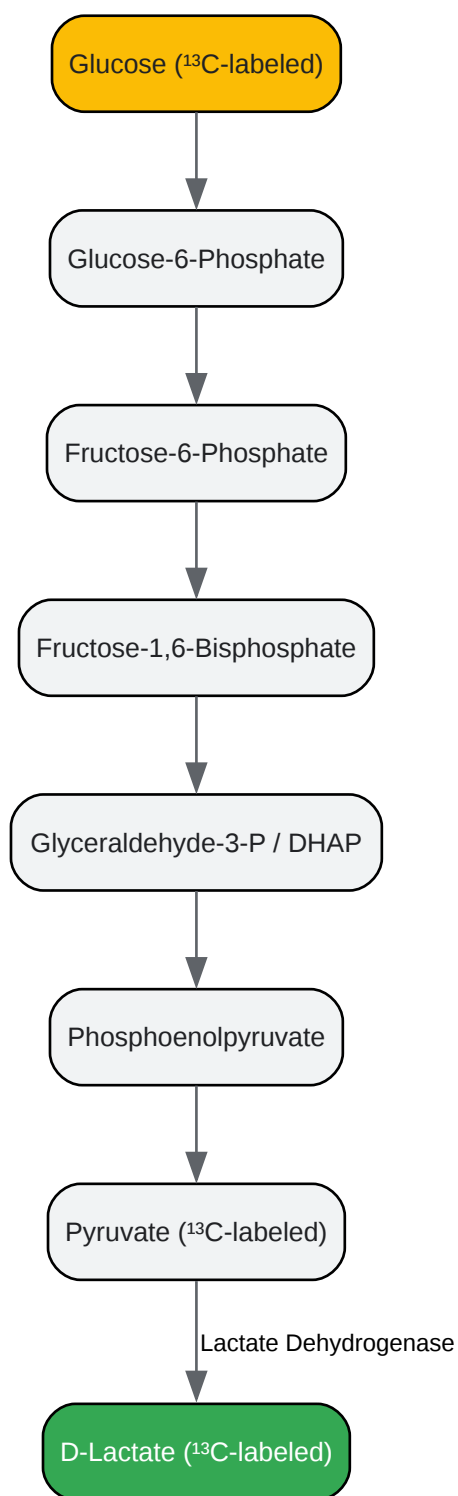 Glucose (¹³C-labeled)
Glucose-6-Phosphate
Fructose-6-Phosphate
Fructose-1,6-Bisphosphate
Glyceraldehyde-3-P / DHAP
Phosphoenolpyruvate
Pyruvate (¹³C-labeled)
Lactate Dehydrogenase
D-Lactate (¹³C-labeled)